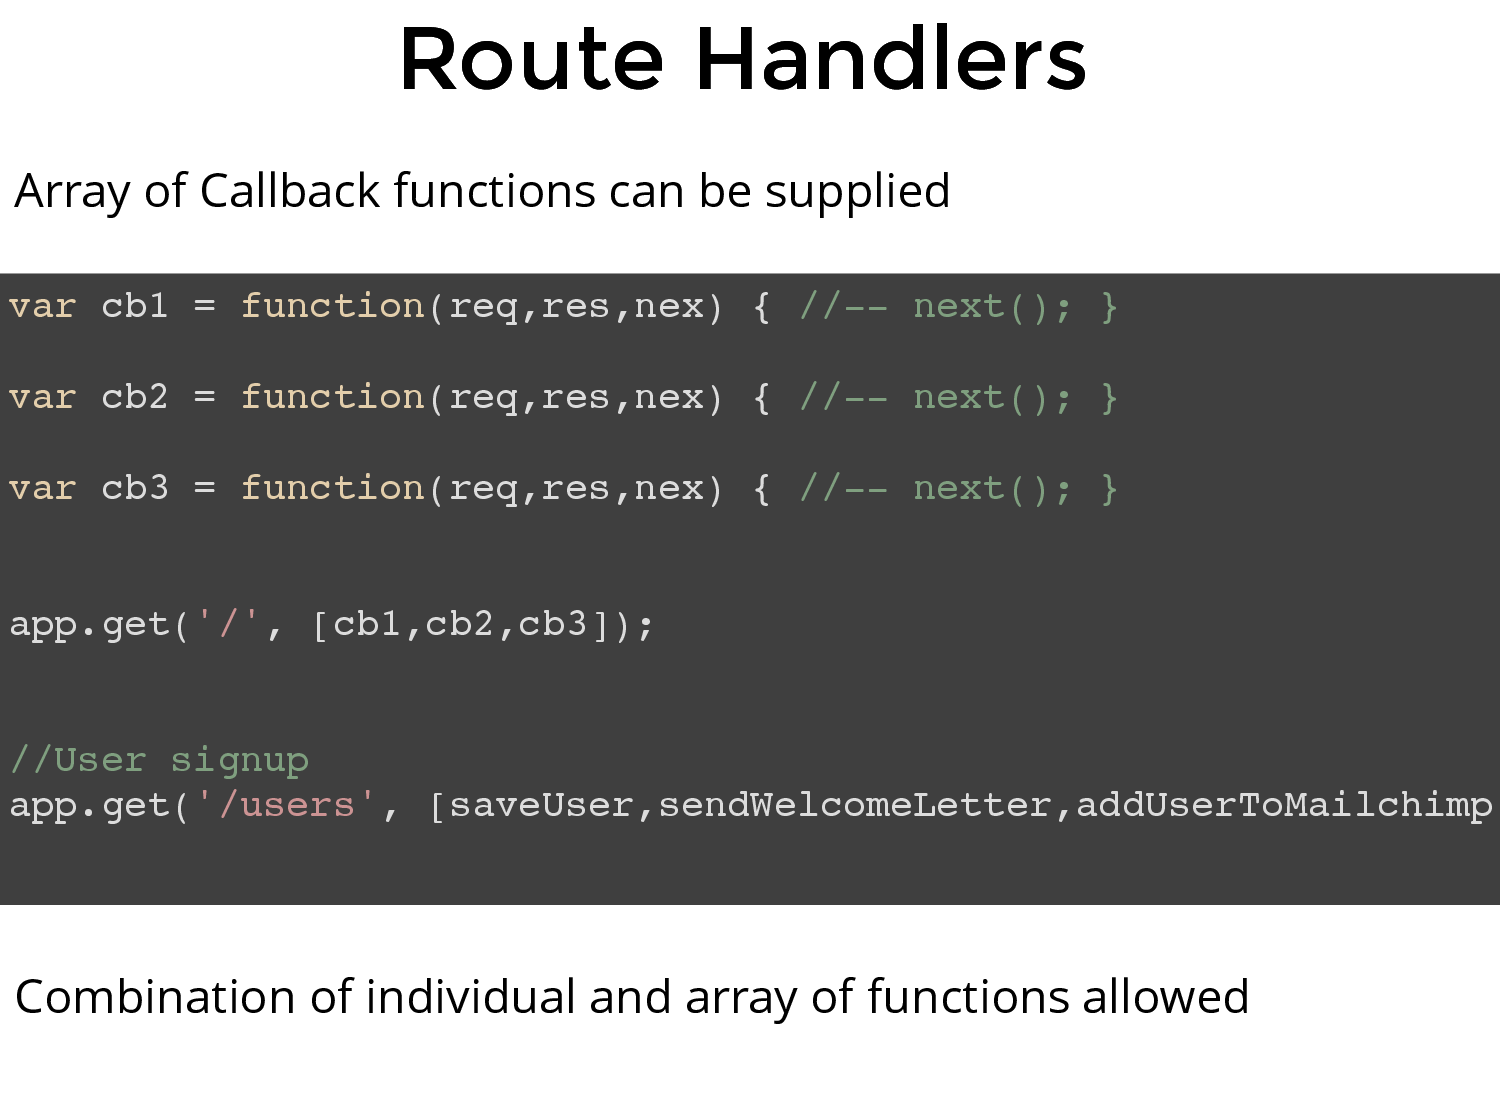 Route Handlers
Array of Callback functions can be supplied
var cb1 = function(req,res,nex) { //-- next(); }
var cb2 = function(req,res,nex) { //-- next(); }
var cb3 = function(req,res,nex) { //-- next(); }
app.get('/', [cb1,cb2,cb3]);
//User signup
app.get('/users', [saveUser,sendWelcomeLetter,addUserToMailchimp
Combination of individual and array of functions allowed